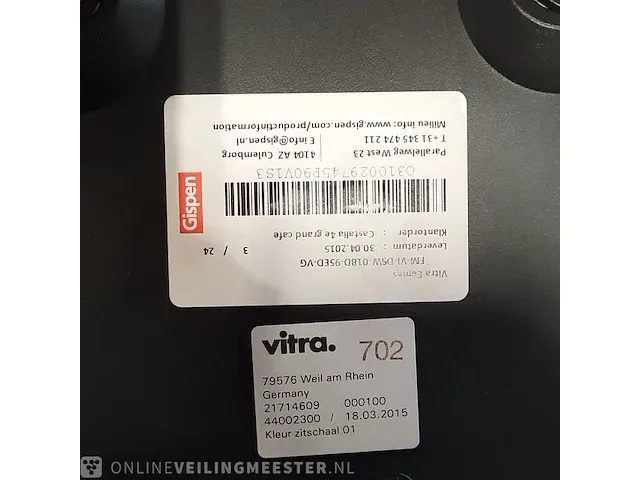 Vitra Eames
FM-VI-DSW-01BD-95ED-VG
Leverdatum : 30.04.2015 3 / 24
Klantorder : Castalia 4e grand cafe
0310029745P90V1S3
Gispen
Parallelweg West 23 4104 AZ Culemborg
T +31 345 474 211 E info@gispen.nl
Milieu info: www.gispen.com/productinformation
vitra. 702
79576 Weil am Rhein
Germany
21714609 000100
44002300 / 18.03.2015
Kleur zitschaal 01
ONLINEVEILINGMEESTER.NL